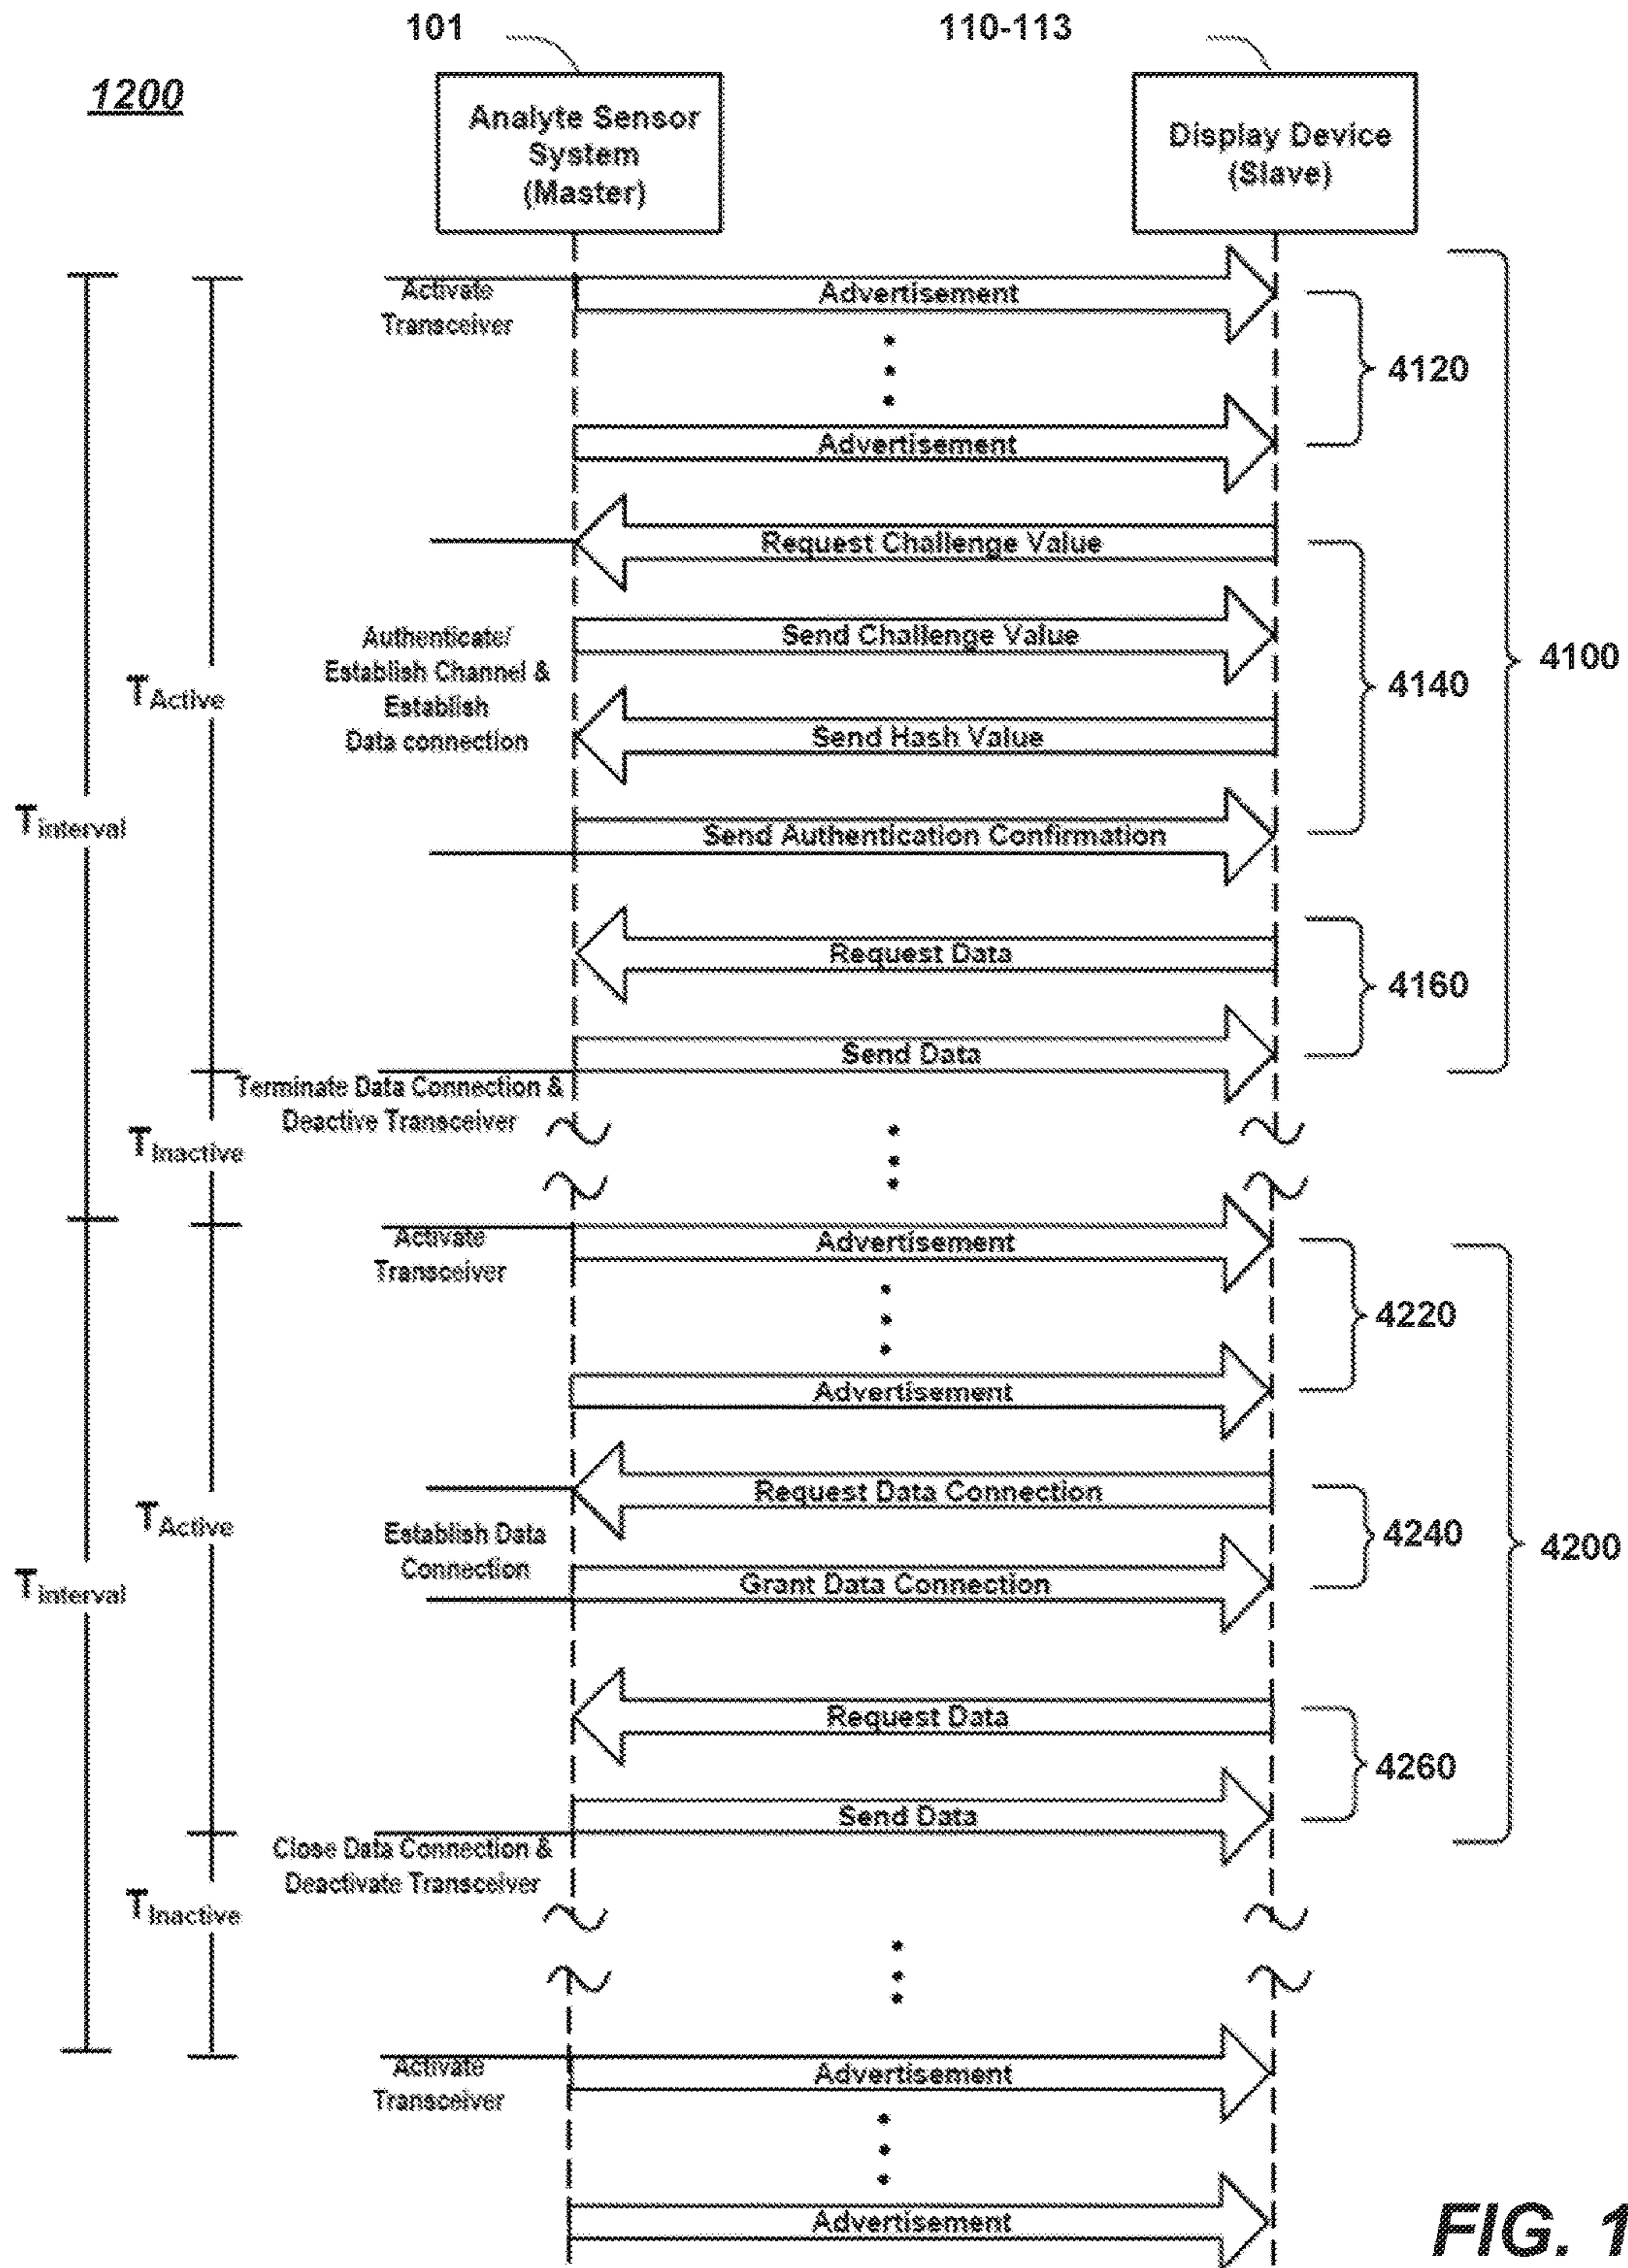 101
110-113
1200
Analyte Sensor
System
(Master)
Display Device
(Slave)
Activate
Transceiver
Advertisement
4120
Advertisement
Request Challenge Value
Authenticate/
Establish Channel &
Establish
Data connection
Send Challenge Value
4140
4100
TActive
Send Hash Value
Tinterval
Send Authentication Confirmation
Request Data
4160
Send Data
Terminate Data Connection &
Deactive Transceiver
TInactive
Activate
Transceiver
Advertisement
4220
Advertisement
Request Data Connection
TActive
Establish Data
Connection
4240
4200
Tinterval
Grant Data Connection
Request Data
4260
Send Data
Close Data Connection &
Deactivate Transceiver
TInactive
Activate
Transceiver
Advertisement
Advertisement
FIG. 1